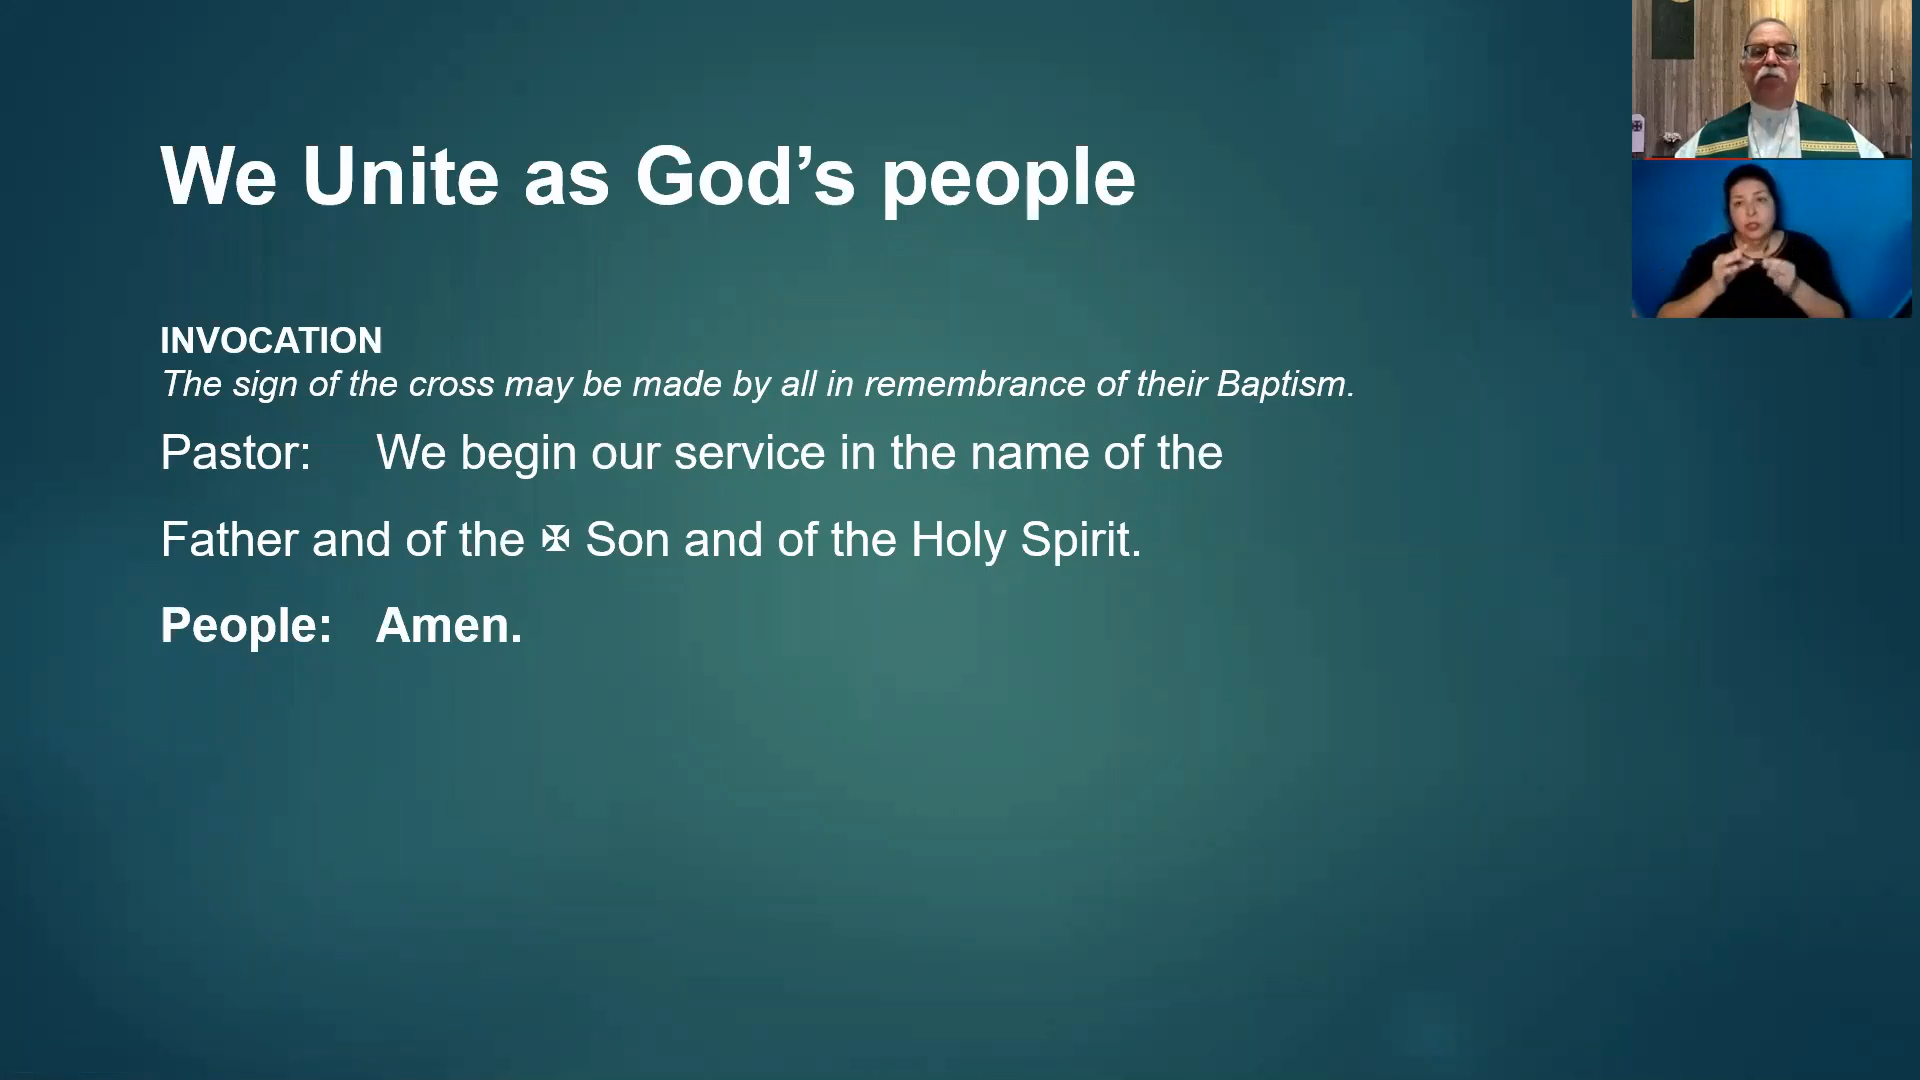 We Unite as God’s people
INVOCATION
The sign of the cross may be made by all in remembrance of their Baptism.
Pastor: We begin our service in the name of the
Father and of the ✠ Son and of the Holy Spirit.
People: Amen.